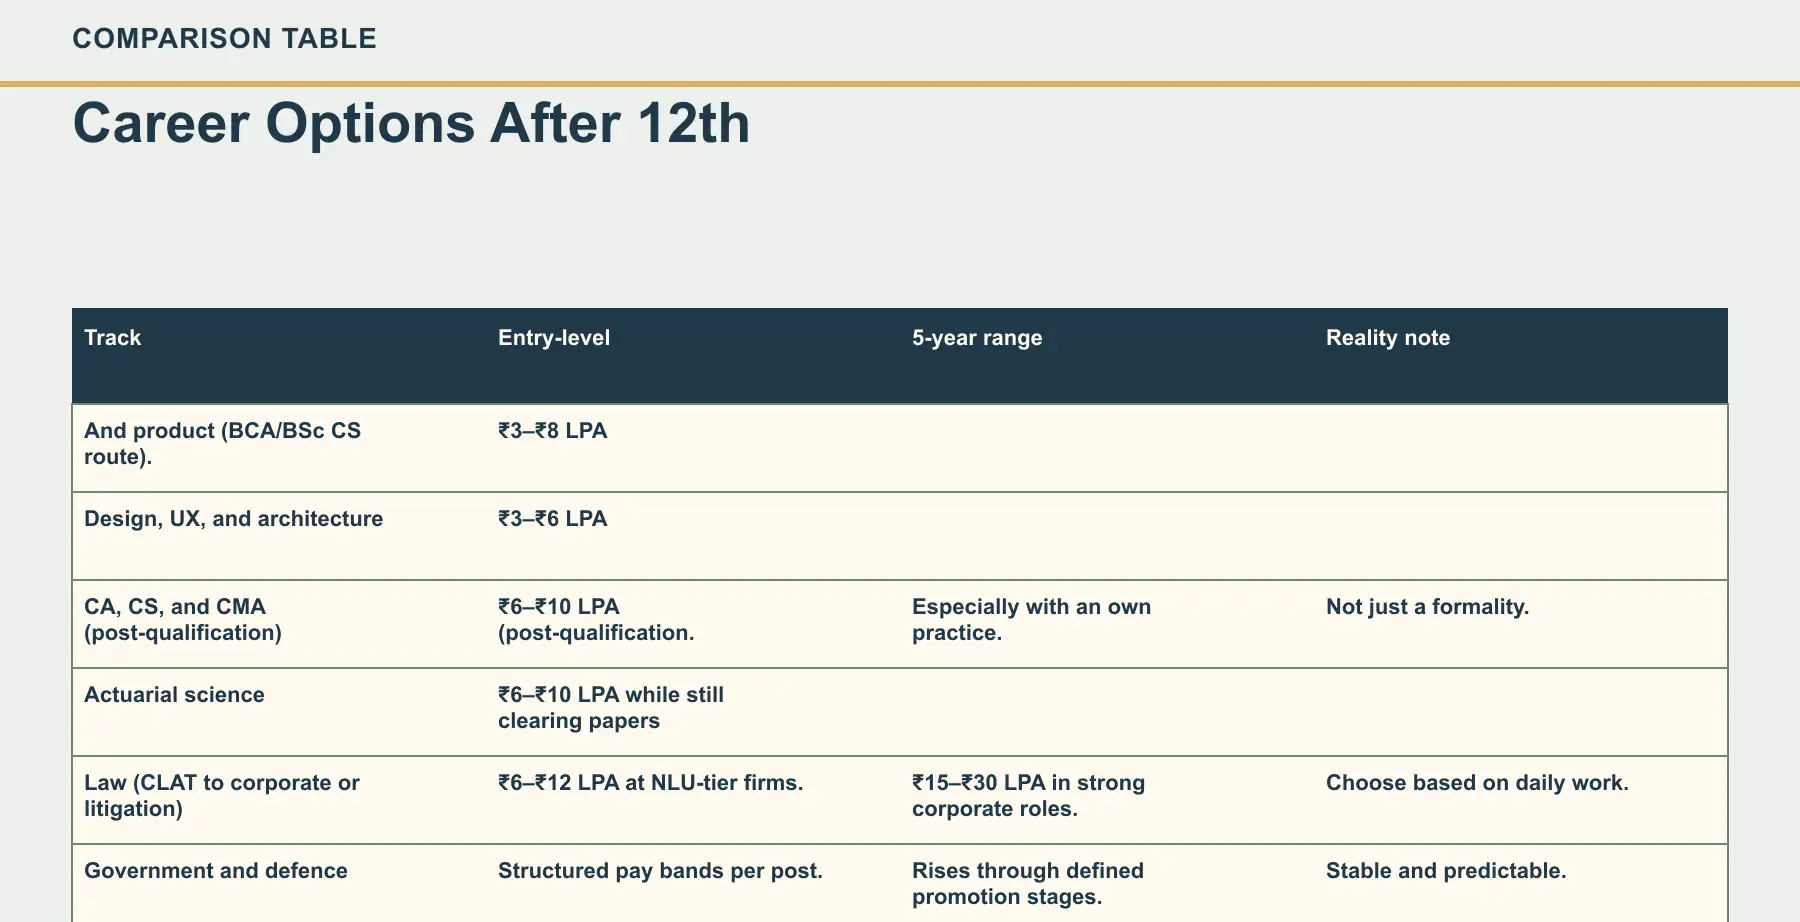 COMPARISON TABLE
Career Options After 12th
Track Entry-level 5-year range Reality note
And product (BCA/BSc CS ₹3–₹8 LPA
route).
Design, UX, and architecture ₹3–₹6 LPA
CA, CS, and CMA ₹6–₹10 LPA Especially with an own Not just a formality.
(post-qualification) (post-qualification. practice.
Actuarial science ₹6–₹10 LPA while still
clearing papers
Law (CLAT to corporate or ₹6–₹12 LPA at NLU-tier firms. ₹15–₹30 LPA in strong Choose based on daily work.
litigation) corporate roles.
Government and defence Structured pay bands per post. Rises through defined Stable and predictable.
promotion stages.